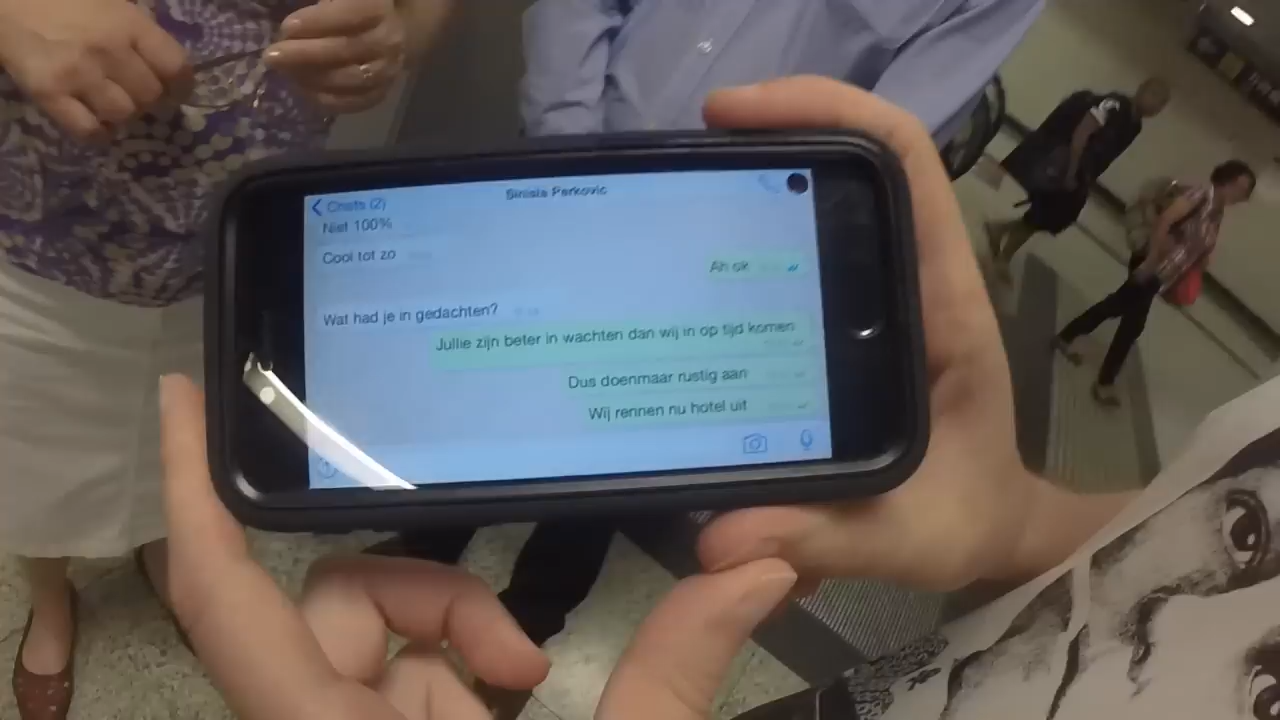 Chats (2)
Sinisia Perkovic
Niet 100%
Cool tot zo
Ah ok
Wat had je in gedachten?
Jullie zijn beter in wachten dan wij in op tijd komen
Dus doenmaar rustig aan
Wij rennen nu hotel uit